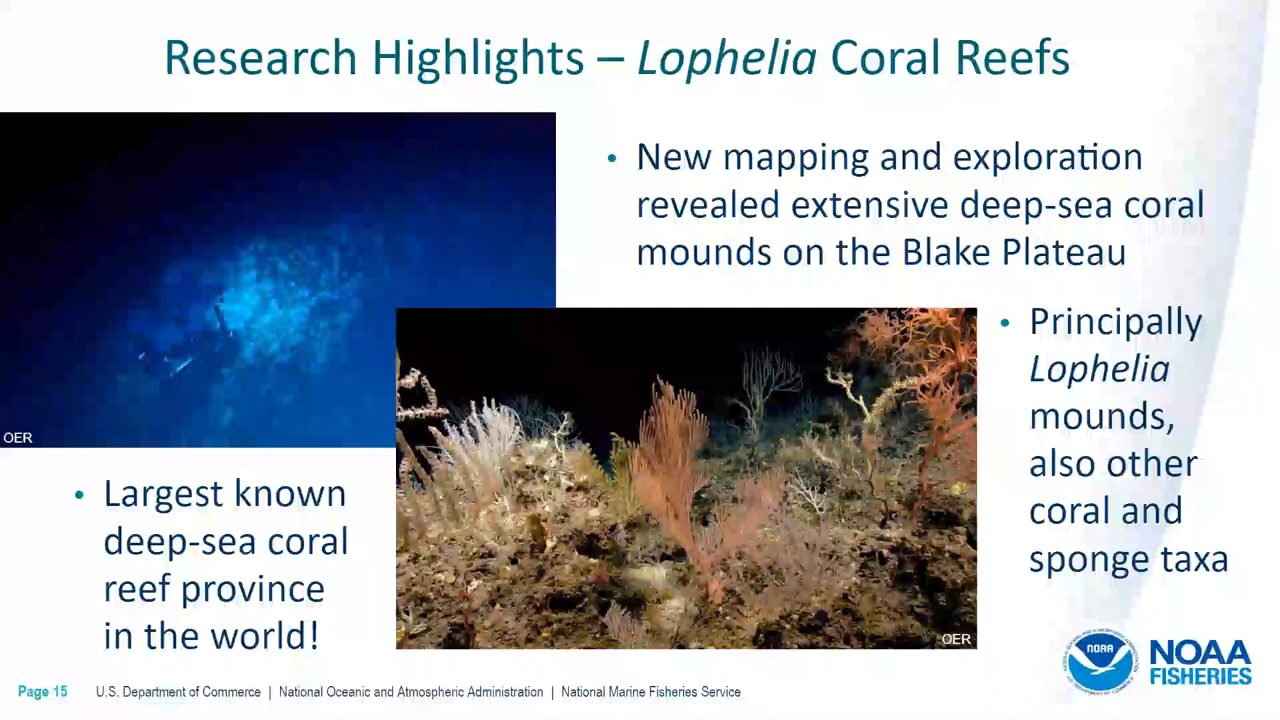 Research Highlights – Lophelia Coral Reefs
• New mapping and exploration
revealed extensive deep-sea coral
mounds on the Blake Plateau
• Principally
Lophelia
mounds,
also other
coral and
sponge taxa
OER
• Largest known
deep-sea coral
reef province
in the world!
OER
NOAA
NOAA
FISHERIES
Page 15 U.S. Department of Commerce | National Oceanic and Atmospheric Administration | National Marine Fisheries Service